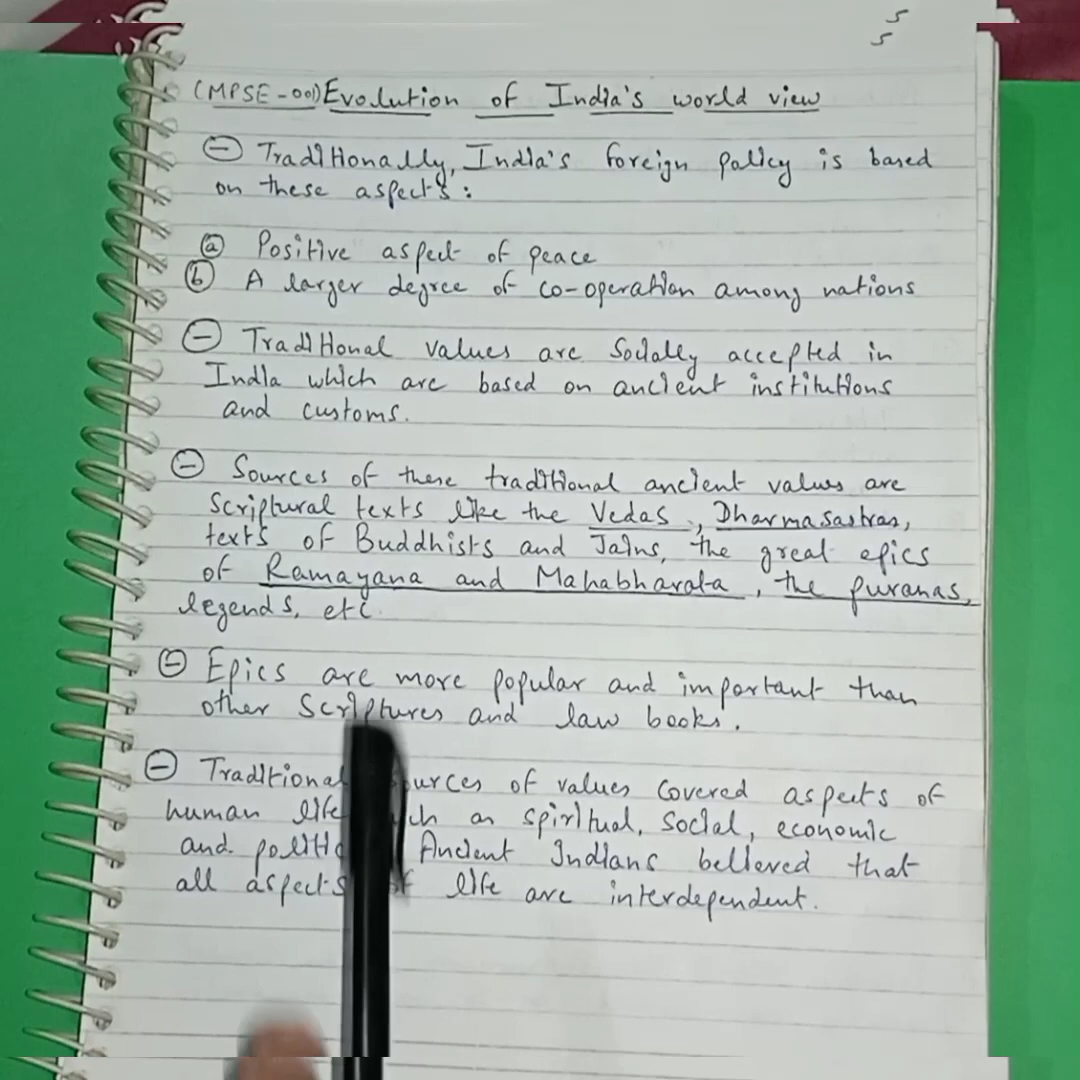 5
5
(MPSE-001) Evolution of India's world view
- Traditionally, India's foreign policy is based
on these aspects:
(a) Positive aspect of peace
(b) A larger degree of co-operation among nations
- Traditional values are Socially accepted in
India which are based on ancient institutions
and customs.
- Sources of these traditional ancient values are
Scriptural texts like the Vedas, Dharmasastras,
texts of Buddhists and Jains, the great epics
of Ramayana and Mahabharata, the puranas,
legends, etc.
- Epics are more popular and important than
other Scriptures and law books.
- Traditional ources of values Covered aspects of
human life ch as spiritual, social, economic
and politic Ancient Indians believed that
all aspects of life are interdependent.